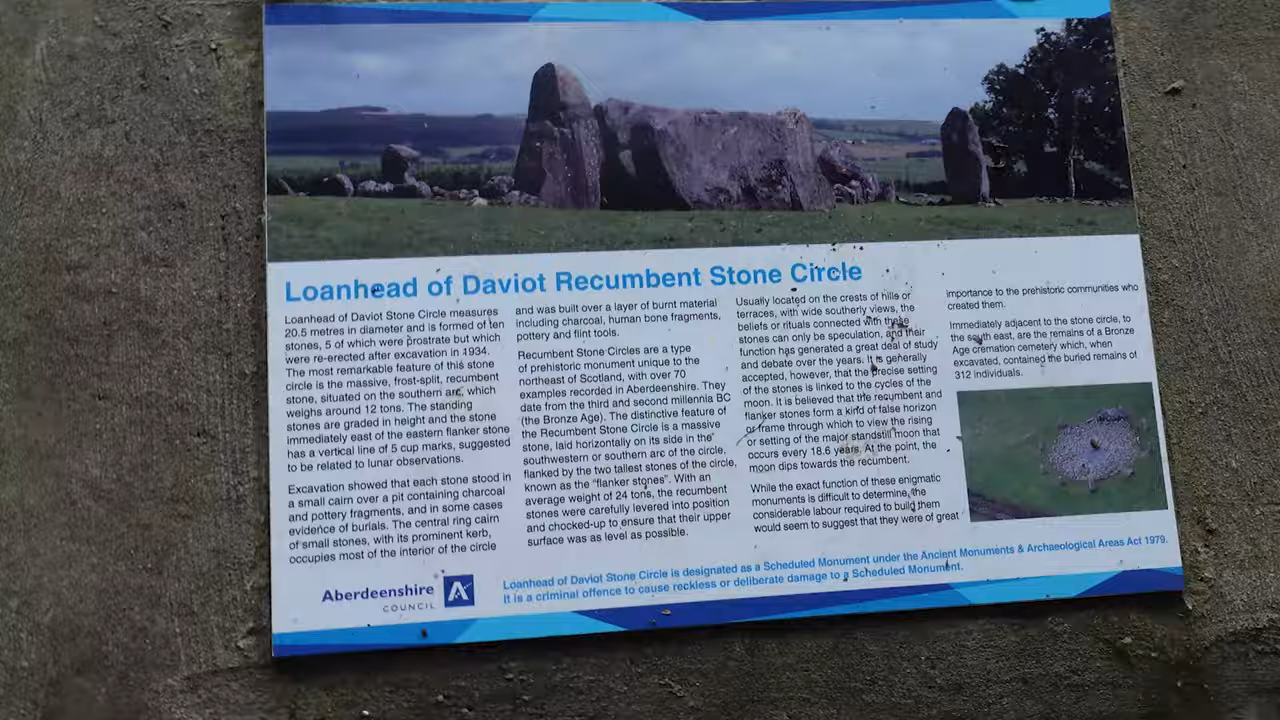 Loanhead of Daviot Recumbent Stone Circle
Loanhead of Daviot Stone Circle measures
20.5 metres in diameter and is formed of ten
stones, 5 of which were prostrate but which
were re-erected after excavation in 1934.
The most remarkable feature of this stone
circle is the massive, frost-split, recumbent
stone, situated on the southern arc, which
weighs around 12 tons. The standing
stones are graded in height and the stone
immediately east of the eastern flanker stone
has a vertical line of 5 cup marks, suggested
to be related to lunar observations.
Excavation showed that each stone stood in
a small cairn over a pit containing charcoal
and pottery fragments, and in some cases
evidence of burials. The central ring cairn
of small stones, with its prominent kerb,
occupies most of the interior of the circle
and was built over a layer of burnt material
including charcoal, human bone fragments,
pottery and flint tools.
Recumbent Stone Circles are a type
of prehistoric monument unique to the
northeast of Scotland, with over 70
examples recorded in Aberdeenshire. They
date from the third and second millennia BC
(the Bronze Age). The distinctive feature of
the Recumbent Stone Circle is a massive
stone, laid horizontally on its side in the
southwestern or southern arc of the circle,
flanked by the two tallest stones of the circle,
known as the "flanker stones". With an
average weight of 24 tons, the recumbent
stones were carefully levered into position
and chocked-up to ensure that their upper
surface was as level as possible.
Usually located on the crests of hills or
terraces, with wide southerly views, the
beliefs or rituals connected with these
stones can only be speculation, and their
function has generated a great deal of study
and debate over the years. It is generally
accepted, however, that the precise setting
of the stones is linked to the cycles of the
moon. It is believed that the recumbent and
flanker stones form a kind of false horizon
or frame through which to view the rising
or setting of the major standstill moon that
occurs every 18.6 years. At the point, the
moon dips towards the recumbent.
While the exact function of these enigmatic
monuments is difficult to determine, the
considerable labour required to build them
would seem to suggest that they were of great
importance to the prehistoric communities who
created them.
Immediately adjacent to the stone circle, to
the south east, are the remains of a Bronze
Age cremation cemetery which, when
excavated, contained the buried remains of
312 individuals.
Aberdeenshire
COUNCIL
Loanhead of Daviot Stone Circle is designated as a Scheduled Monument under the Ancient Monuments & Archaeological Areas Act 1979.
It is a criminal offence to cause reckless or deliberate damage to a Scheduled Monument.